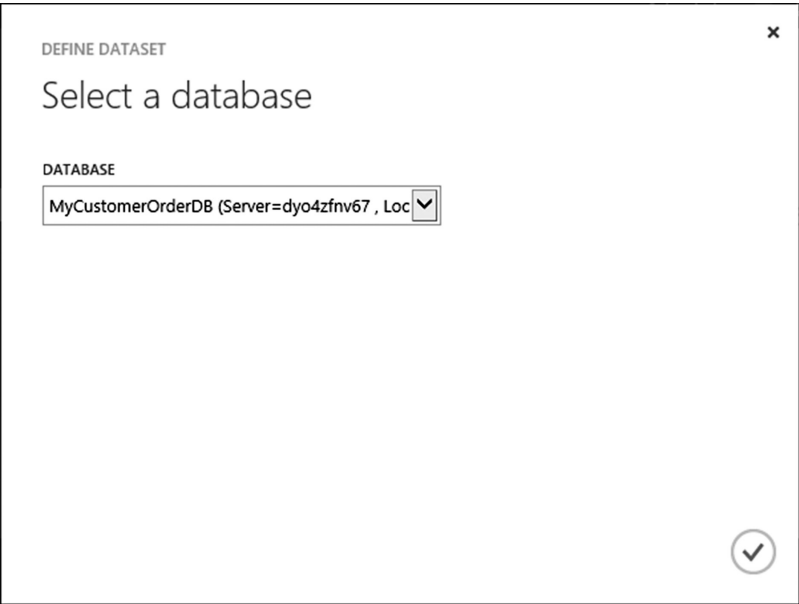 DEFINE DATASET
Select a database
DATABASE
MyCustomerOrderDB (Server=dyo4zfnv67 , Loc